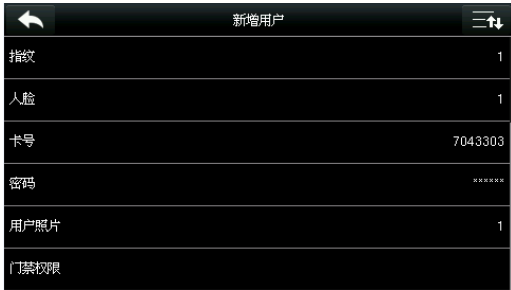 新增用户
指纹 1
人脸 1
卡号 7043303
密码 ******
用户照片 1
门禁权限